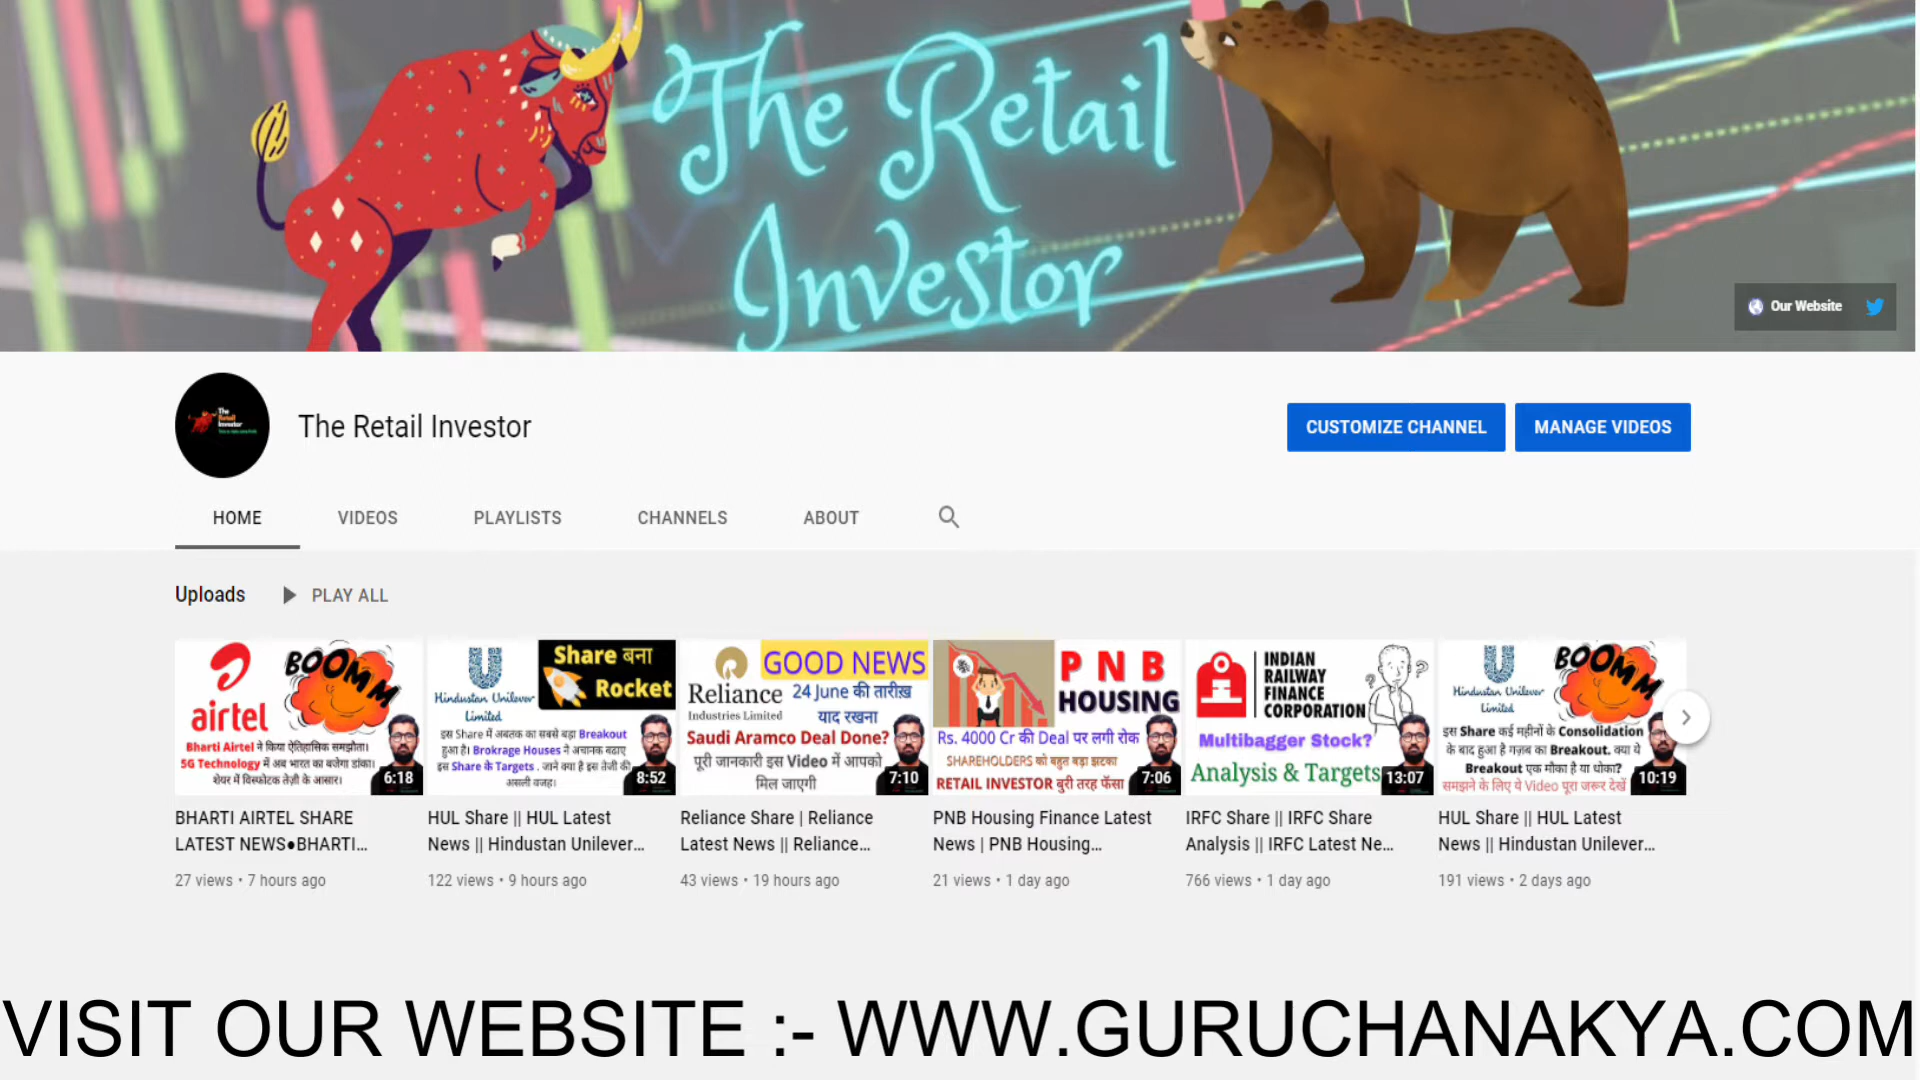 The Retail
Investor
Our Website
The
Retail
Investor
The Retail Investor
CUSTOMIZE CHANNEL
MANAGE VIDEOS
HOME
VIDEOS
PLAYLISTS
CHANNELS
ABOUT
Uploads
PLAY ALL
airtel
BOOMM
Bharti Airtel ने किया ऐतिहासिक समझौता।
5G Technology में अब भारत का बजेगा डंका।
शेयर में विस्फोटक तेज़ी के आसार।
6:18
BHARTI AIRTEL SHARE
LATEST NEWS●BHARTI...
27 views • 7 hours ago
Hindustan Unilever
Limited
Share बना
Rocket
इस Share में अबतक का सबसे बड़ा Breakout
हुआ है। Brokrage Houses ने अचानक बढ़ाए
इस Share के Targets . जाने क्या है इस तेजी की
असली वजह।
8:52
HUL Share || HUL Latest
News || Hindustan Unilever...
122 views • 9 hours ago
Reliance
Industries Limited
GOOD NEWS
24 June की तारीख़
याद रखना
Saudi Aramco Deal Done?
पूरी जानकारी इस Video में आपको
मिल जाएगी
7:10
Reliance Share | Reliance
Latest News || Reliance...
43 views • 19 hours ago
PNB
HOUSING
Rs. 4000 Cr की Deal पर लगी रोक
SHAREHOLDERS को बहुत बड़ा झटका
RETAIL INVESTOR बुरी तरह फँसा
7:06
PNB Housing Finance Latest
News | PNB Housing...
21 views • 1 day ago
INDIAN
RAILWAY
FINANCE
CORPORATION
Multibagger Stock?
Analysis & Targets
13:07
IRFC Share || IRFC Share
Analysis || IRFC Latest Ne...
766 views • 1 day ago
Hindustan Unilever
Limited
BOOMM
इस Share कई महीनों के Consolidation
के बाद हुआ है गज़ब का Breakout. क्या ये
Breakout एक मौका है या धोका?
समझने के लिए ये Video पूरा जरूर देखें
10:19
HUL Share || HUL Latest
News || Hindustan Unilever...
191 views • 2 days ago
VISIT OUR WEBSITE :- WWW.GURUCHANAKYA.COM